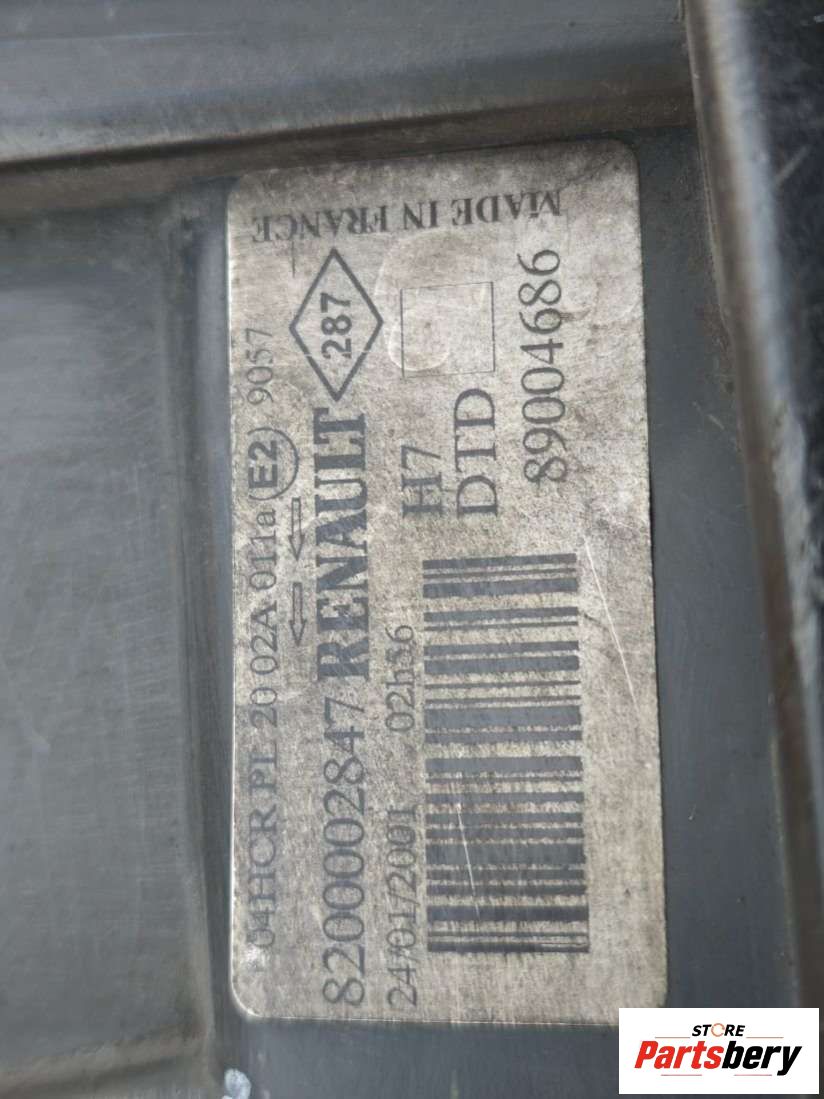 04HCR PL 20 02A 011a E2 9057
8200002847 RENAULT 287
24/01/2001 02h56
H7
DTD
89004686
MADE IN FRANCE
STORE
Partsbery